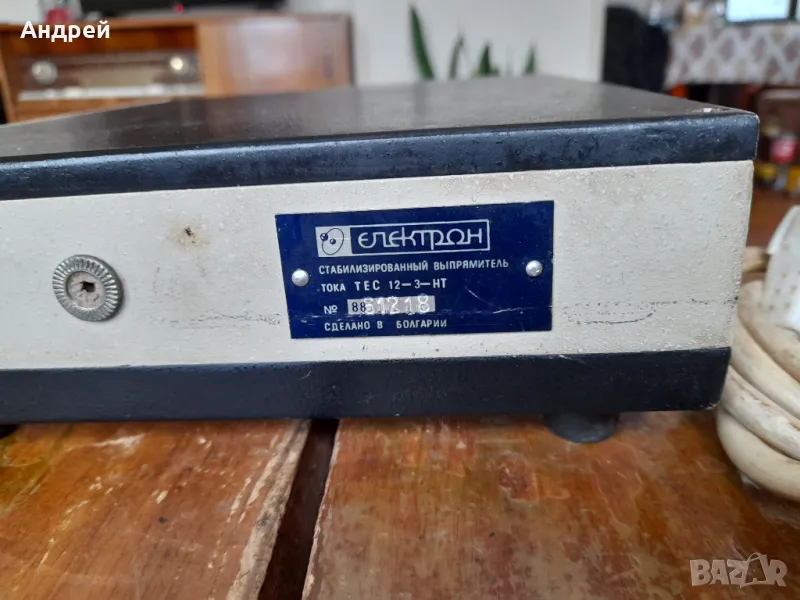 Андрей
ЕЛЕКТРОН
СТАБИЛИЗИРОВАННЫЙ ВЫПРЯМИТЕЛЬ
ТОКА ТЕС 12-3-НТ
№ 8861218
СДЕЛАНО В БОЛГАРИИ
BAZAR